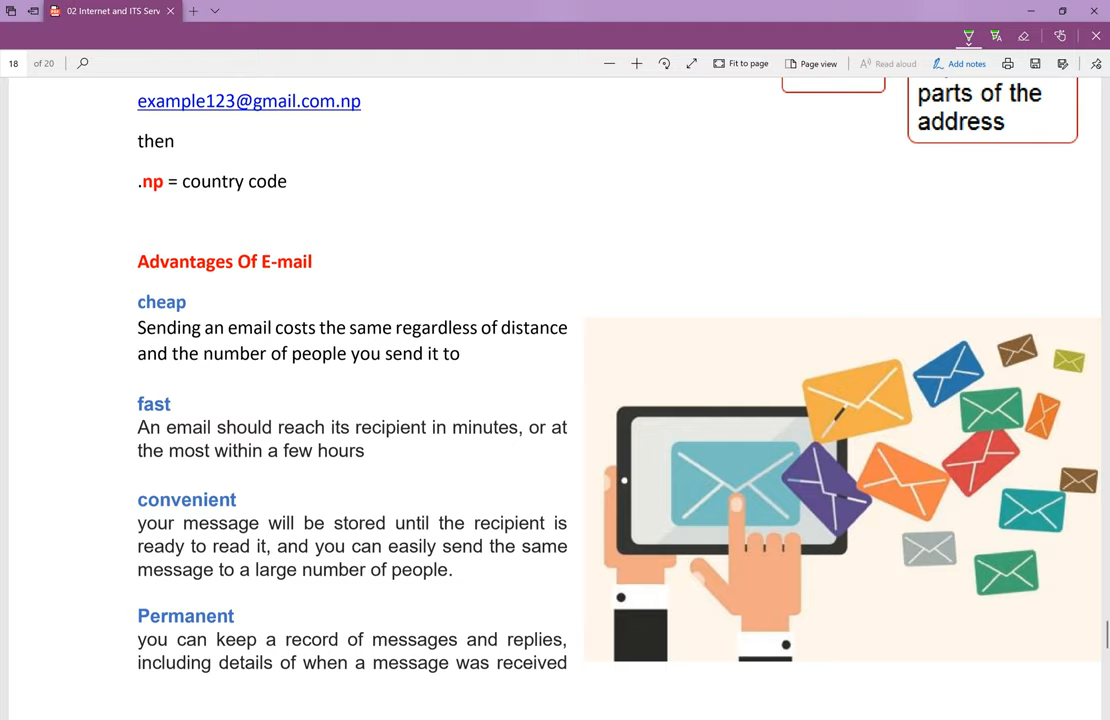 02 Internet and ITS Serv
18 of 20
Fit to page
Page view
Read aloud
Add notes
example123@gmail.com.np
then
.np = country code
parts of the
address
Advantages Of E-mail
cheap
Sending an email costs the same regardless of distance
and the number of people you send it to
fast
An email should reach its recipient in minutes, or at
the most within a few hours
convenient
your message will be stored until the recipient is
ready to read it, and you can easily send the same
message to a large number of people.
Permanent
you can keep a record of messages and replies,
including details of when a message was received